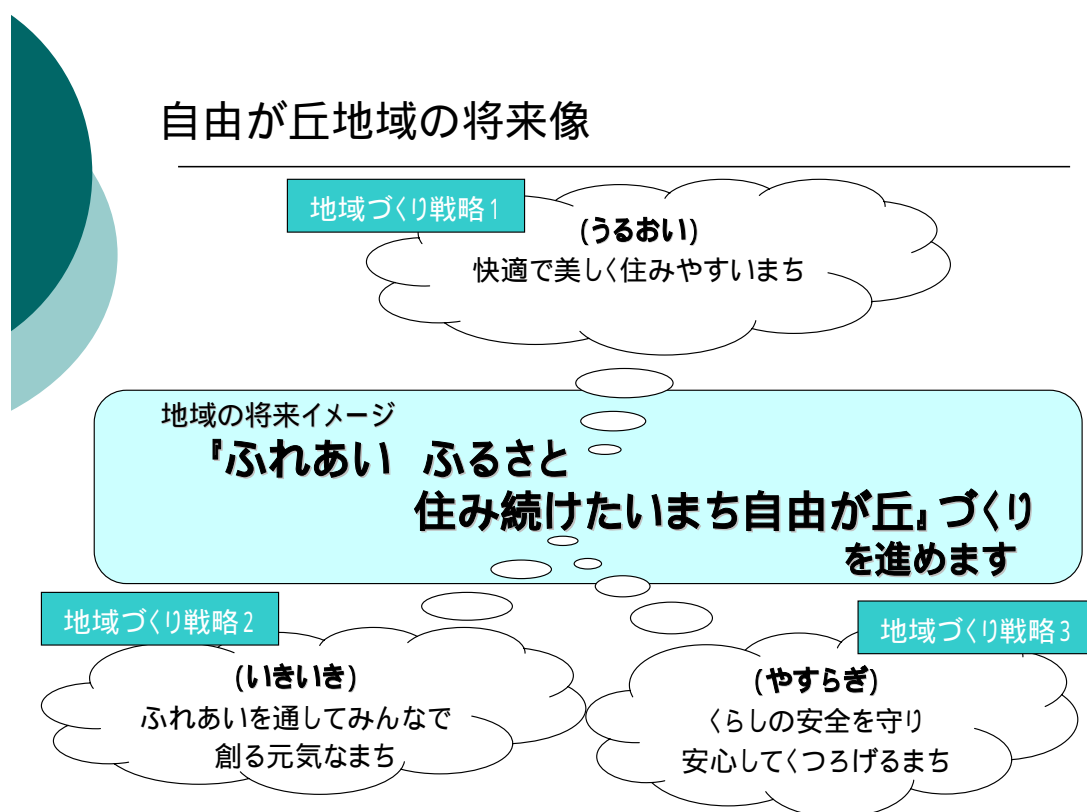 自由が丘地域の将来像
地域づくり戦略1
(うるおい)
快適で美しく住みやすいまち
地域の将来イメージ
『ふれあい　ふるさと
住み続けたいまち自由が丘』づくり
を進めます
地域づくり戦略2
(いきいき)
ふれあいを通してみんなで
創る元気なまち
地域づくり戦略3
(やすらぎ)
くらしの安全を守り
安心してくつろげるまち